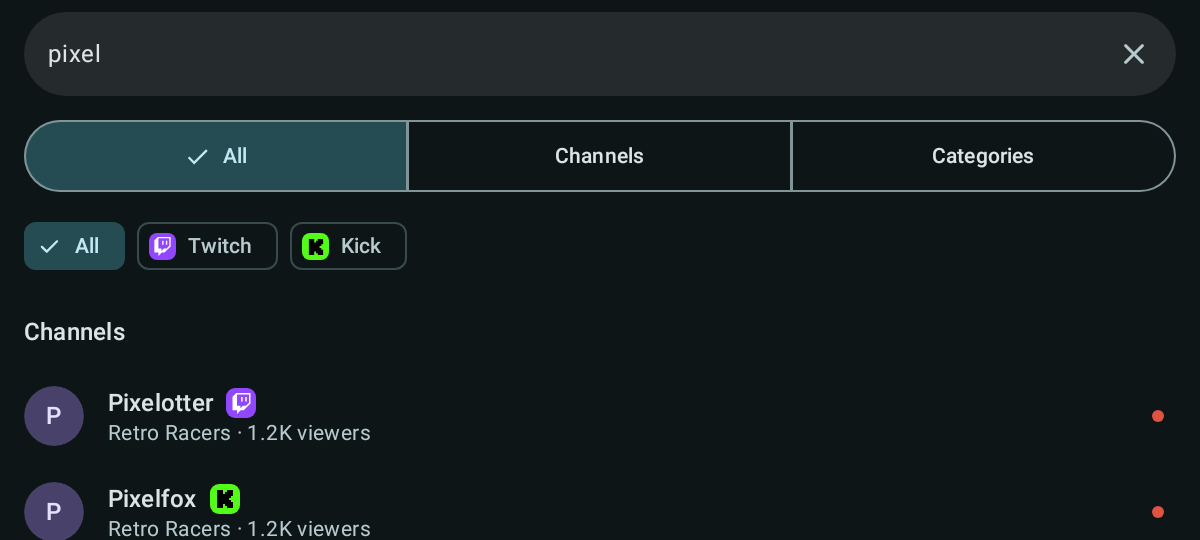 pixel
All
Channels
Categories
All
Twitch
Kick
Channels
P
Pixelotter
Retro Racers · 1.2K viewers
P
Pixelfox
Retro Racers · 1.2K viewers